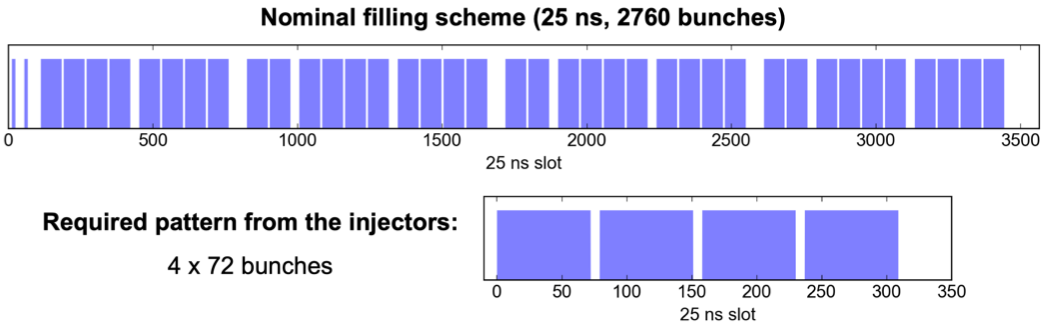 Nominal filling scheme (25 ns, 2760 bunches)
0 500 1000 1500 2000 2500 3000 3500
25 ns slot
Required pattern from the injectors:
4 x 72 bunches
0 50 100 150 200 250 300 350
25 ns slot